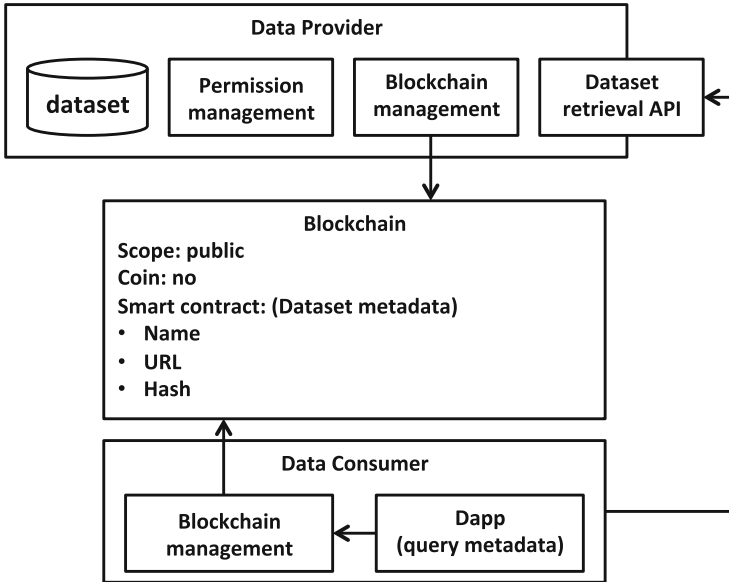 Data Provider
dataset
Permission
management
Blockchain
management
Dataset
retrieval API
Blockchain
Scope: public
Coin: no
Smart contract: (Dataset metadata)
• Name
• URL
• Hash
Data Consumer
Blockchain
management
Dapp
(query metadata)